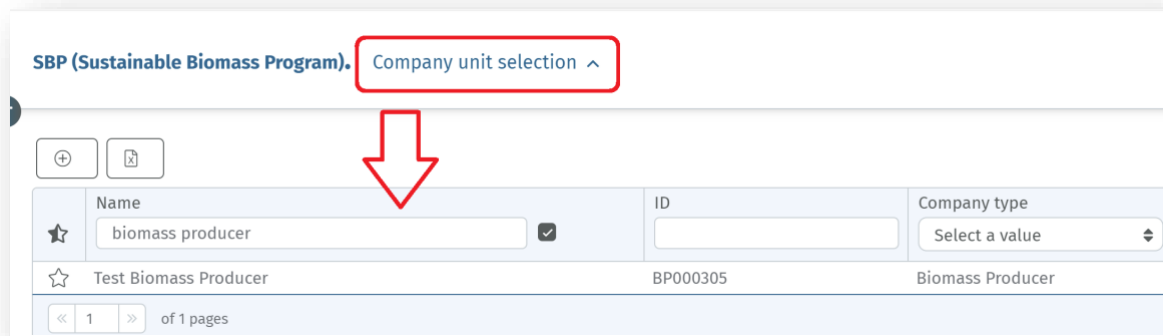 SBP (Sustainable Biomass Program). Company unit selection
Name ID Company type
biomass producer Select a value
Test Biomass Producer BP000305 Biomass Producer
« 1 » of 1 pages